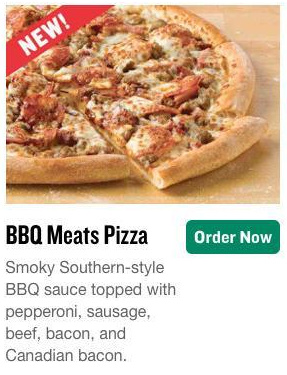 NEW!
BBQ Meats Pizza
Order Now
Smoky Southern-style
BBQ sauce topped with
pepperoni, sausage,
beef, bacon, and
Canadian bacon.